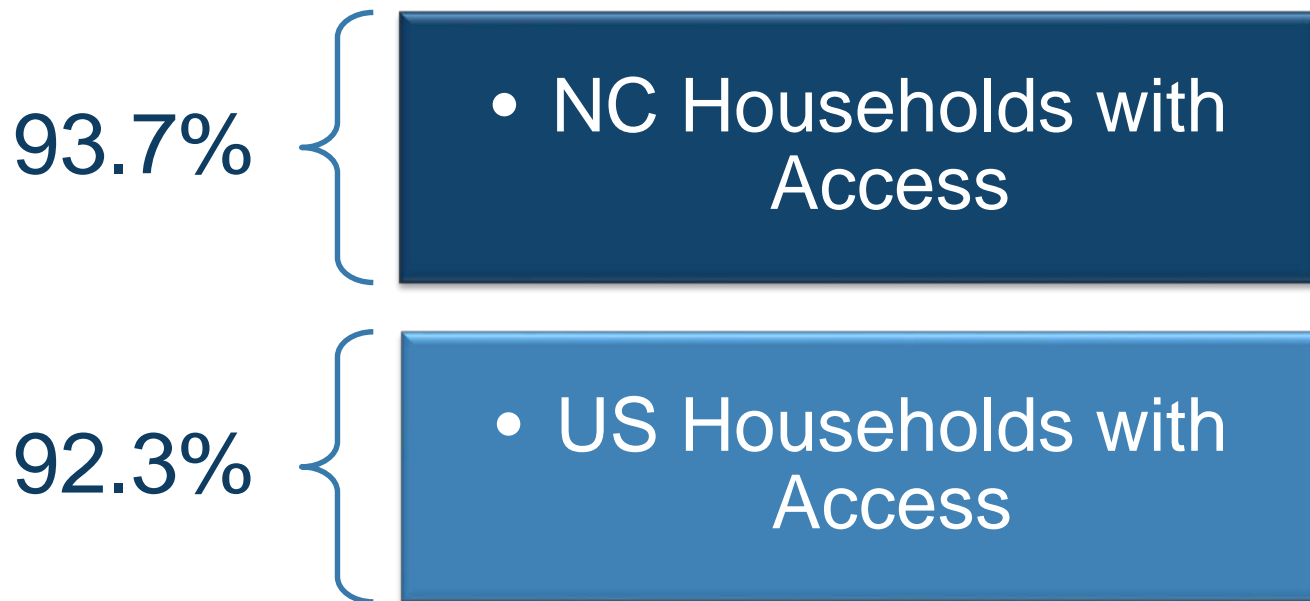 93.7%
• NC Households with
Access
92.3%
• US Households with
Access